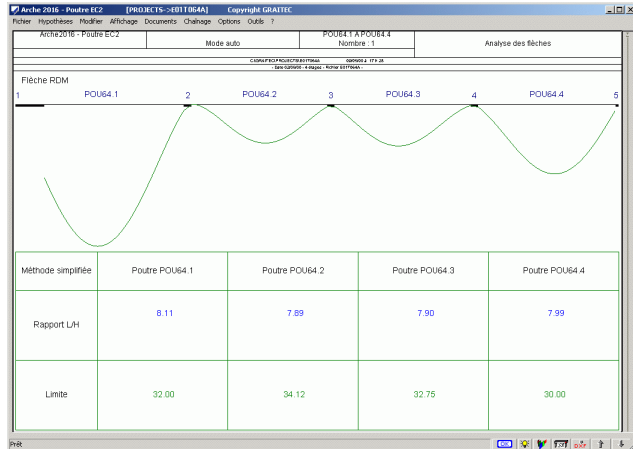 Arche 2016 - Poutre EC2 [PROJECTS->E01T064A] Copyright GRAITEC
Fichier Hypothèses Modifier Affichage Documents Chaînage Options Outils ?
Arche2016 - Poutre EC2
Mode auto
POU64.1 A POU64.4
Nombre : 1
Analyse des flèches
Flèche RDM
1 POU64.1 2 POU64.2 3 POU64.3 4 POU64.4 5
Méthode simplifiée Poutre POU64.1 Poutre POU64.2 Poutre POU64.3 Poutre POU64.4
Rapport L/H 8.11 7.89 7.90 7.99
Limite 32.00 34.12 32.75 30.00
Prêt